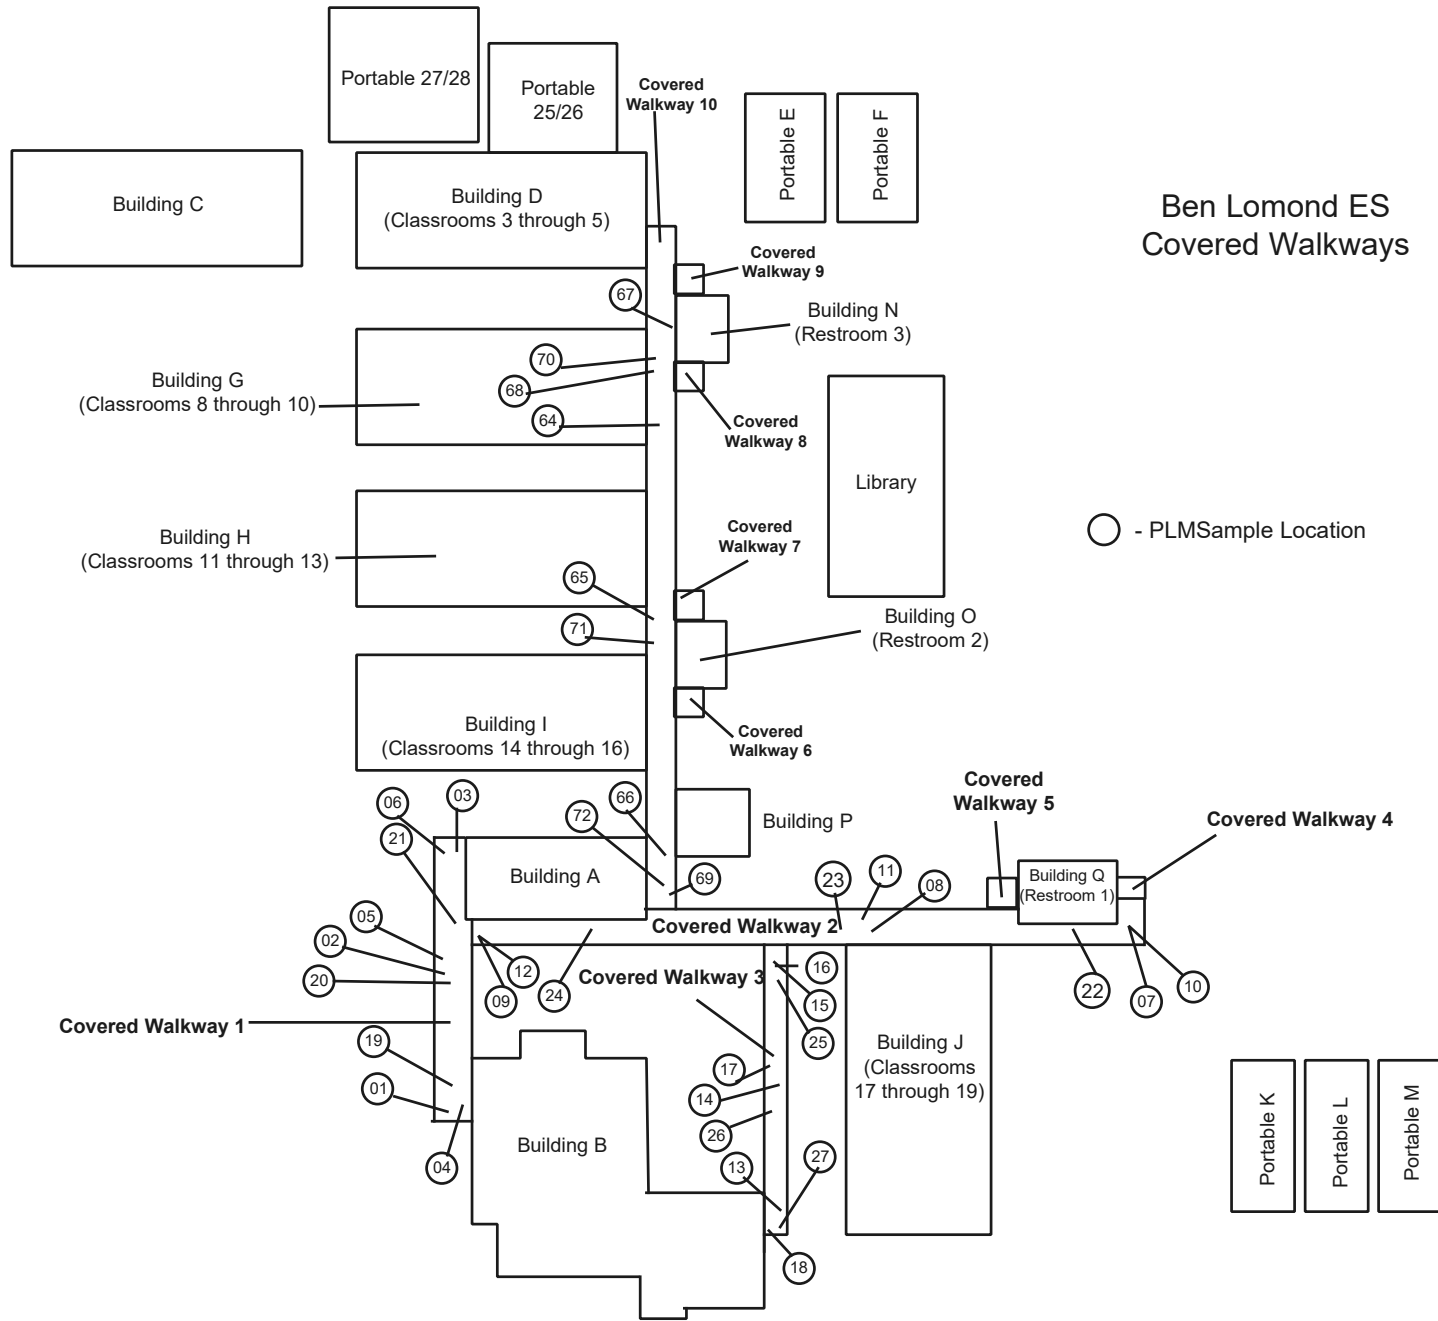 Portable 27/28
Portable
25/26
Covered
Walkway 10
Portable E
Portable F
Building C
Building D
(Classrooms 3 through 5)
Ben Lomond ES
Covered Walkways
Covered
Walkway 9
67
Building N
(Restroom 3)
70
68
64
Building G
(Classrooms 8 through 10)
Covered
Walkway 8
Library
Building H
(Classrooms 11 through 13)
Covered
Walkway 7
- PLMSample Location
65
71
Building O
(Restroom 2)
Building I
(Classrooms 14 through 16)
Covered
Walkway 6
06
03
21
66
72
69
Building P
Covered
Walkway 5
Covered Walkway 4
Building A
23
11
08
Building Q
(Restroom 1)
05
02
20
Covered Walkway 2
12
09
24
Covered Walkway 3
16
15
25
22
07
10
Covered Walkway 1
19
01
04
17
14
26
13
27
18
Building J
(Classrooms
17 through 19)
Building B
Portable K
Portable L
Portable M